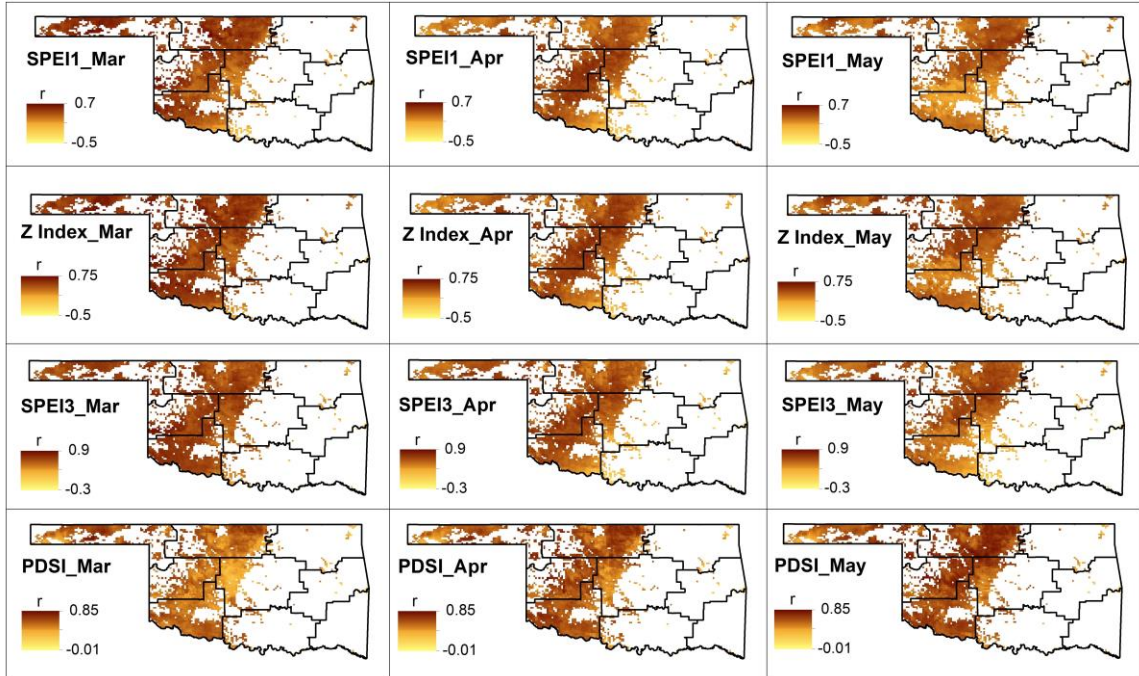 SPEI1_Mar
r
0.7
-0.5
SPEI1_Apr
r
0.7
-0.5
SPEI1_May
r
0.7
-0.5
Z Index_Mar
r
0.75
-0.5
Z Index_Apr
r
0.75
-0.5
Z Index_May
r
0.75
-0.5
SPEI3_Mar
r
0.9
-0.3
SPEI3_Apr
r
0.9
-0.3
SPEI3_May
r
0.9
-0.3
PDSI_Mar
r
0.85
-0.01
PDSI_Apr
r
0.85
-0.01
PDSI_May
r
0.85
-0.01